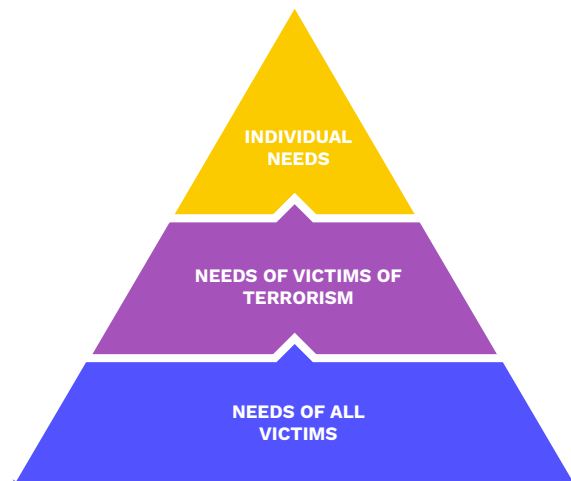 INDIVIDUAL
NEEDS
NEEDS OF VICTIMS OF
TERRORISM
NEEDS OF ALL
VICTIMS